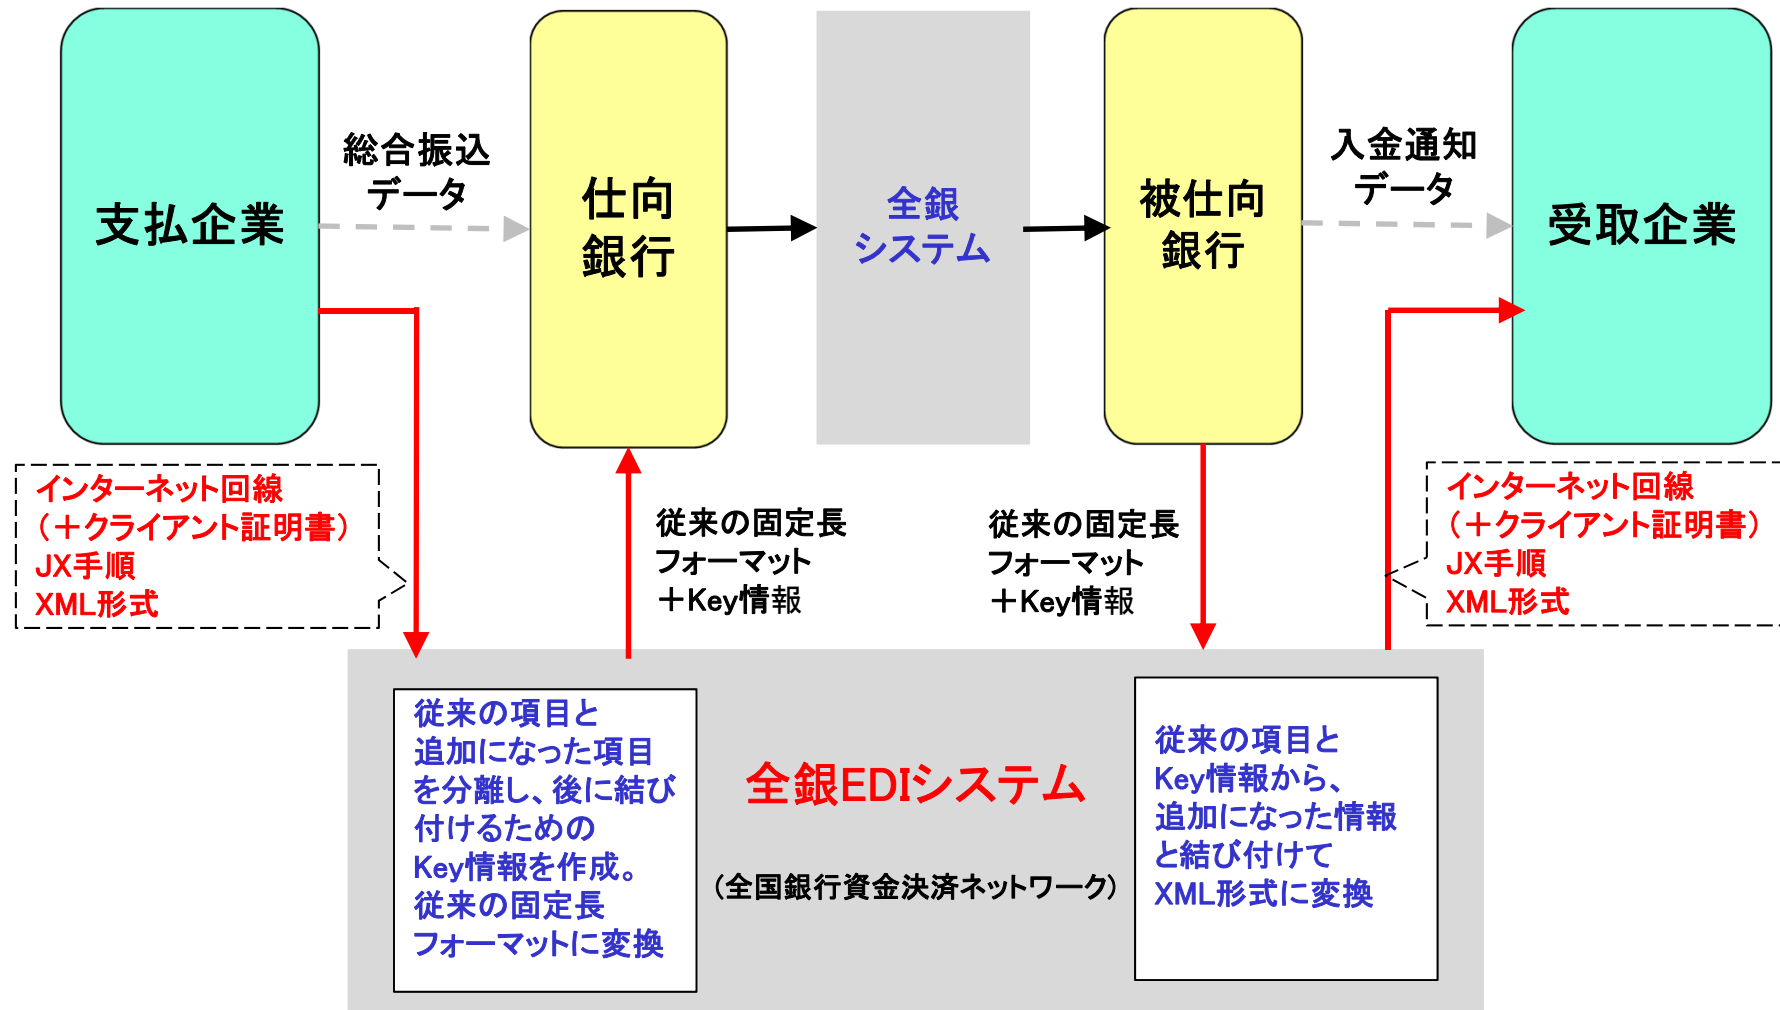 支払企業
総合振込
データ
仕向
銀行
全銀
システム
被仕向
銀行
入金通知
データ
受取企業
インターネット回線
（＋クライアント証明書）
JX手順
XML形式
従来の固定長
フォーマット
＋Key情報
従来の固定長
フォーマット
＋Key情報
インターネット回線
（＋クライアント証明書）
JX手順
XML形式
従来の項目と
追加になった項目
を分離し、後に結び
付けるための
Key情報を作成。
従来の固定長
フォーマットに変換
全銀EDIシステム
（全国銀行資金決済ネットワーク）
従来の項目と
Key情報から、
追加になった情報
と結び付けて
XML形式に変換